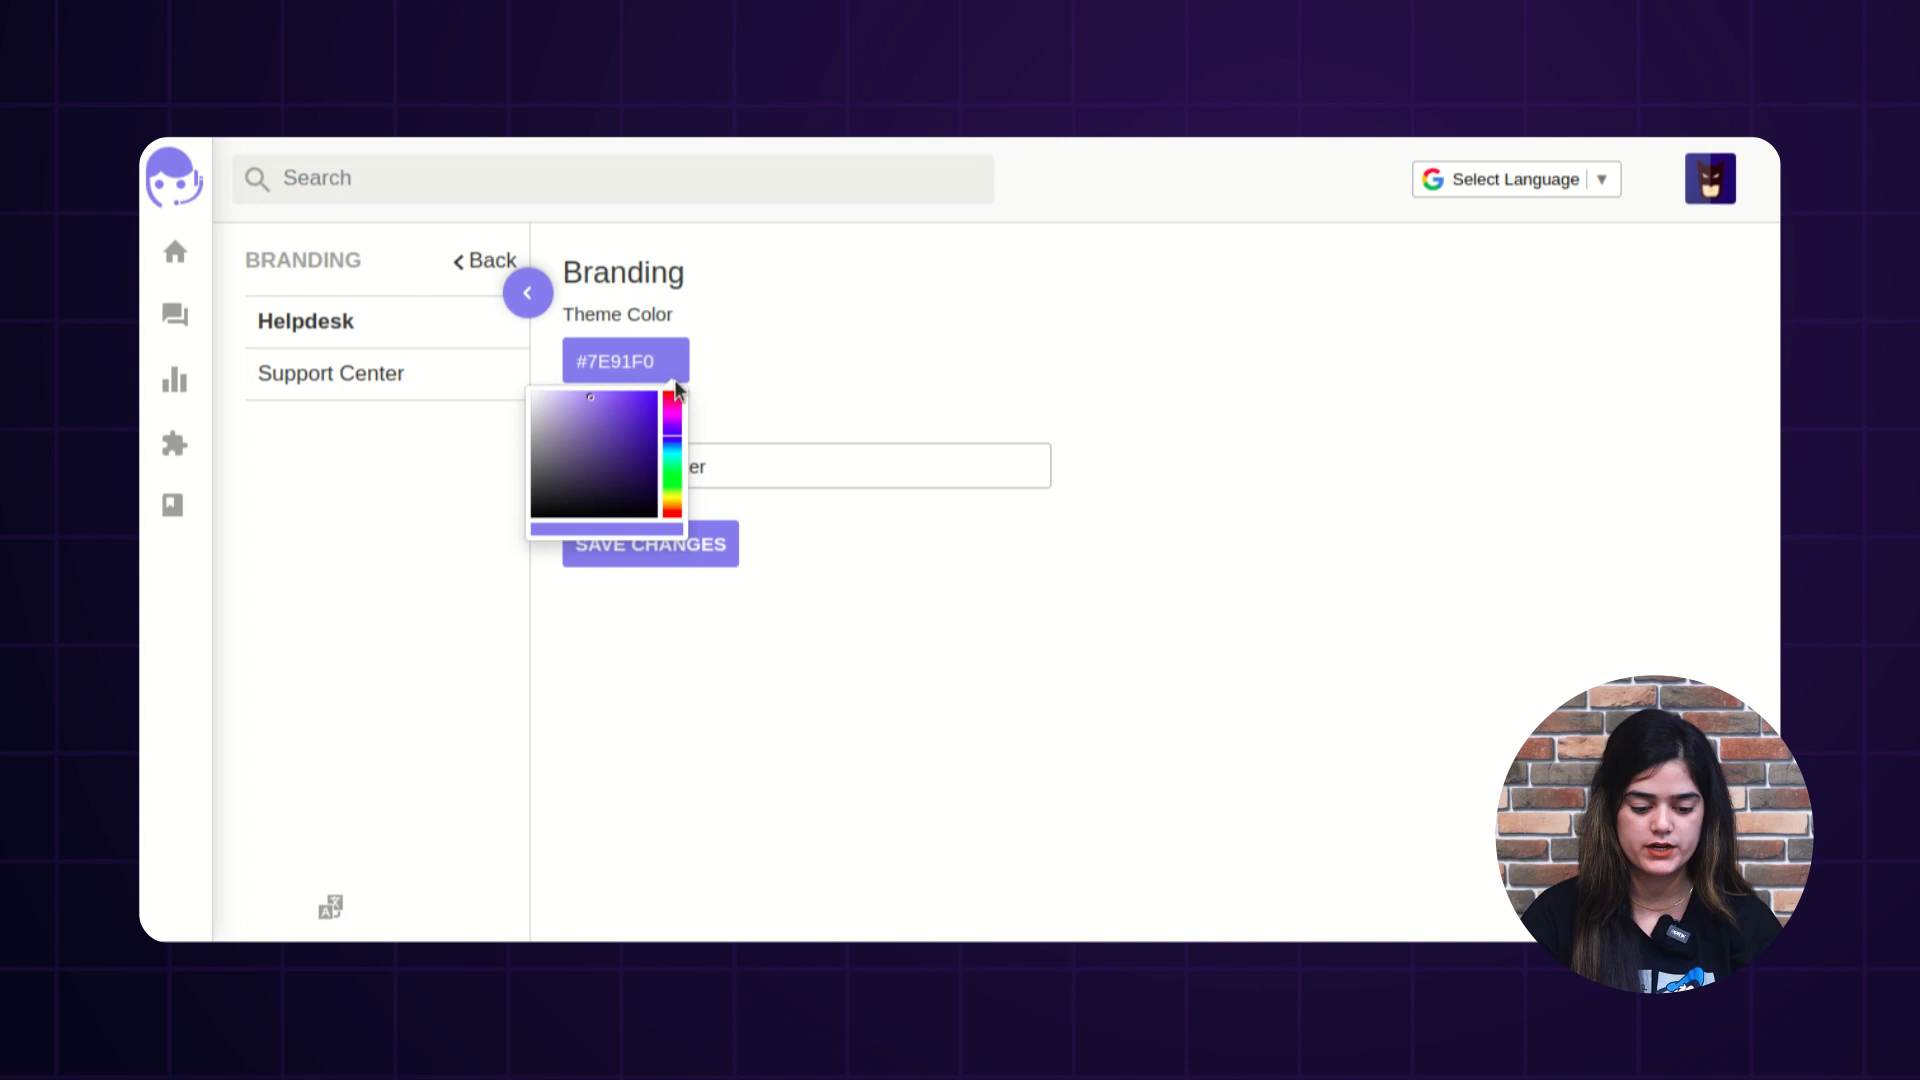 Search
Select Language
BRANDING
Back
Helpdesk
Support Center
Branding
Theme Color
#7E91F0
er
SAVE CHANGES